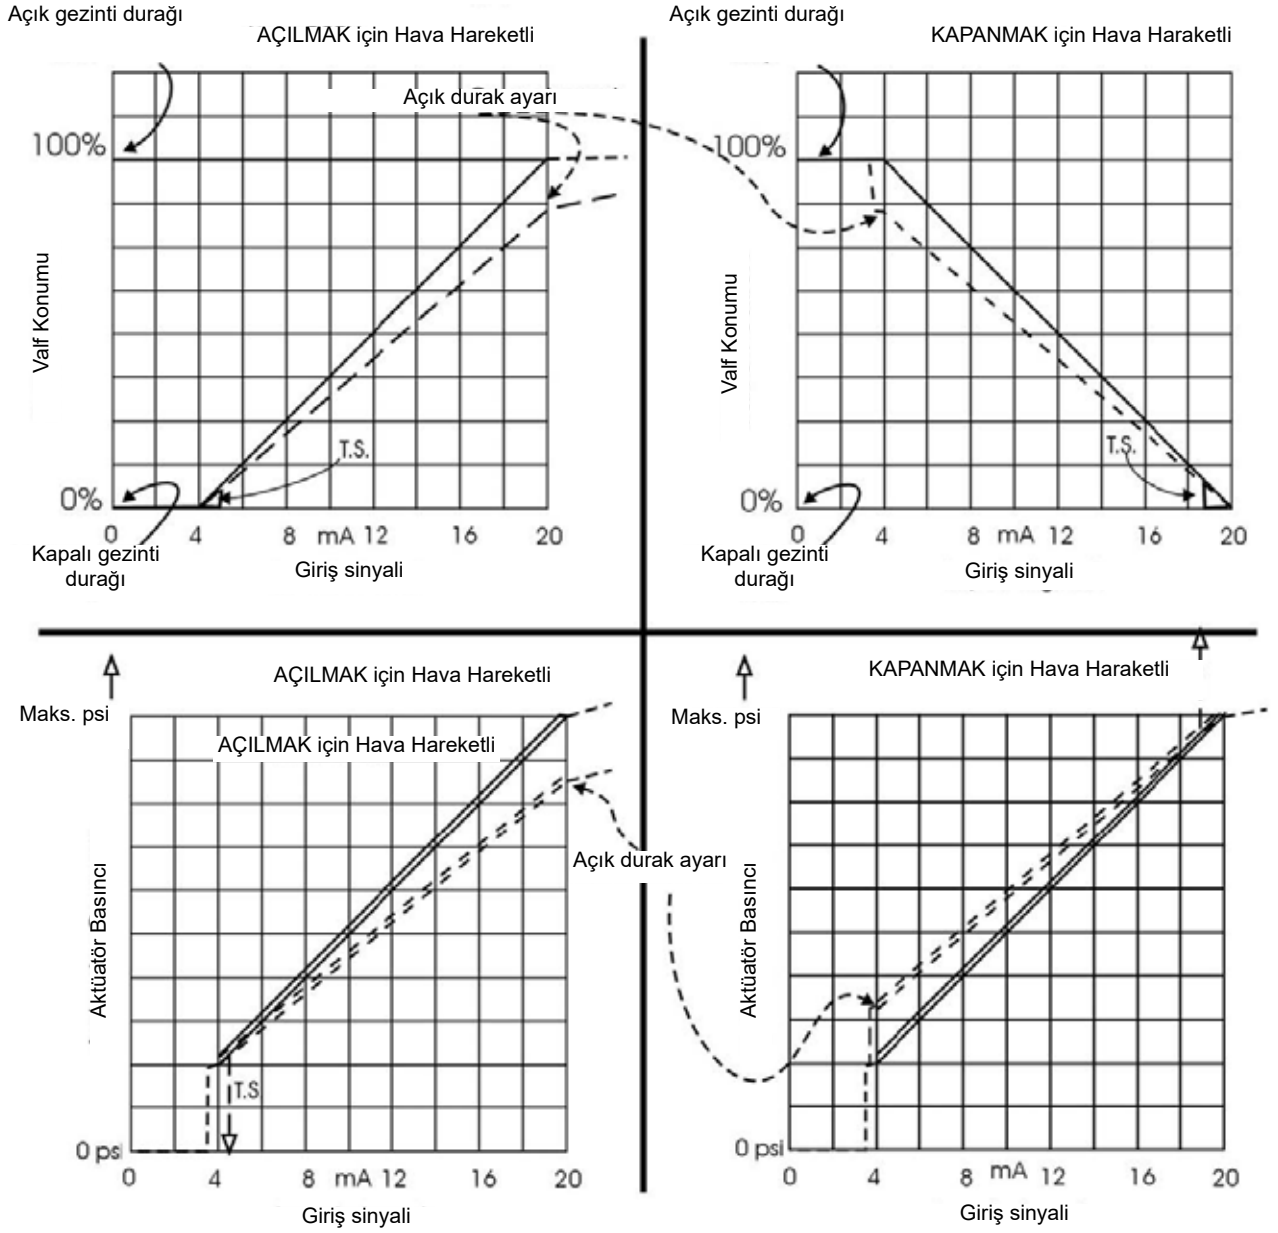 Açık gezinti durağı
AÇILMAK için Hava Hareketli
Açık durak ayarı
100%
Valf Konumu
T.S.
0%
0 4 8 mA 12 16 20
Kapalı gezinti
durağı
Giriş sinyali
Açık gezinti durağı
KAPANMAK için Hava Haraketli
100%
Valf Konumu
T.S.
0%
0 4 8 mA 12 16 20
Kapalı gezinti
durağı
Giriş sinyali
AÇILMAK için Hava Hareketli
Maks. psi
AÇILMAK için Hava Hareketli
Aktüatör Basıncı
Açık durak ayarı
T.S
0 psi
0 4 8 mA 12 16 20
Giriş sinyali
KAPANMAK için Hava Haraketli
Maks. psi
Aktüatör Basıncı
0 psi
0 4 8 mA 12 16 20
Giriş sinyali